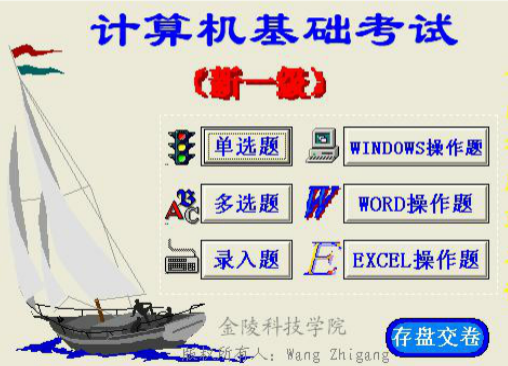 计算机基础考试
(新一级)
单选题
WINDOWS操作题
多选题
WORD操作题
录入题
EXCEL操作题
金陵科技学院
存盘交卷
版权所有人：Wang Zhigang